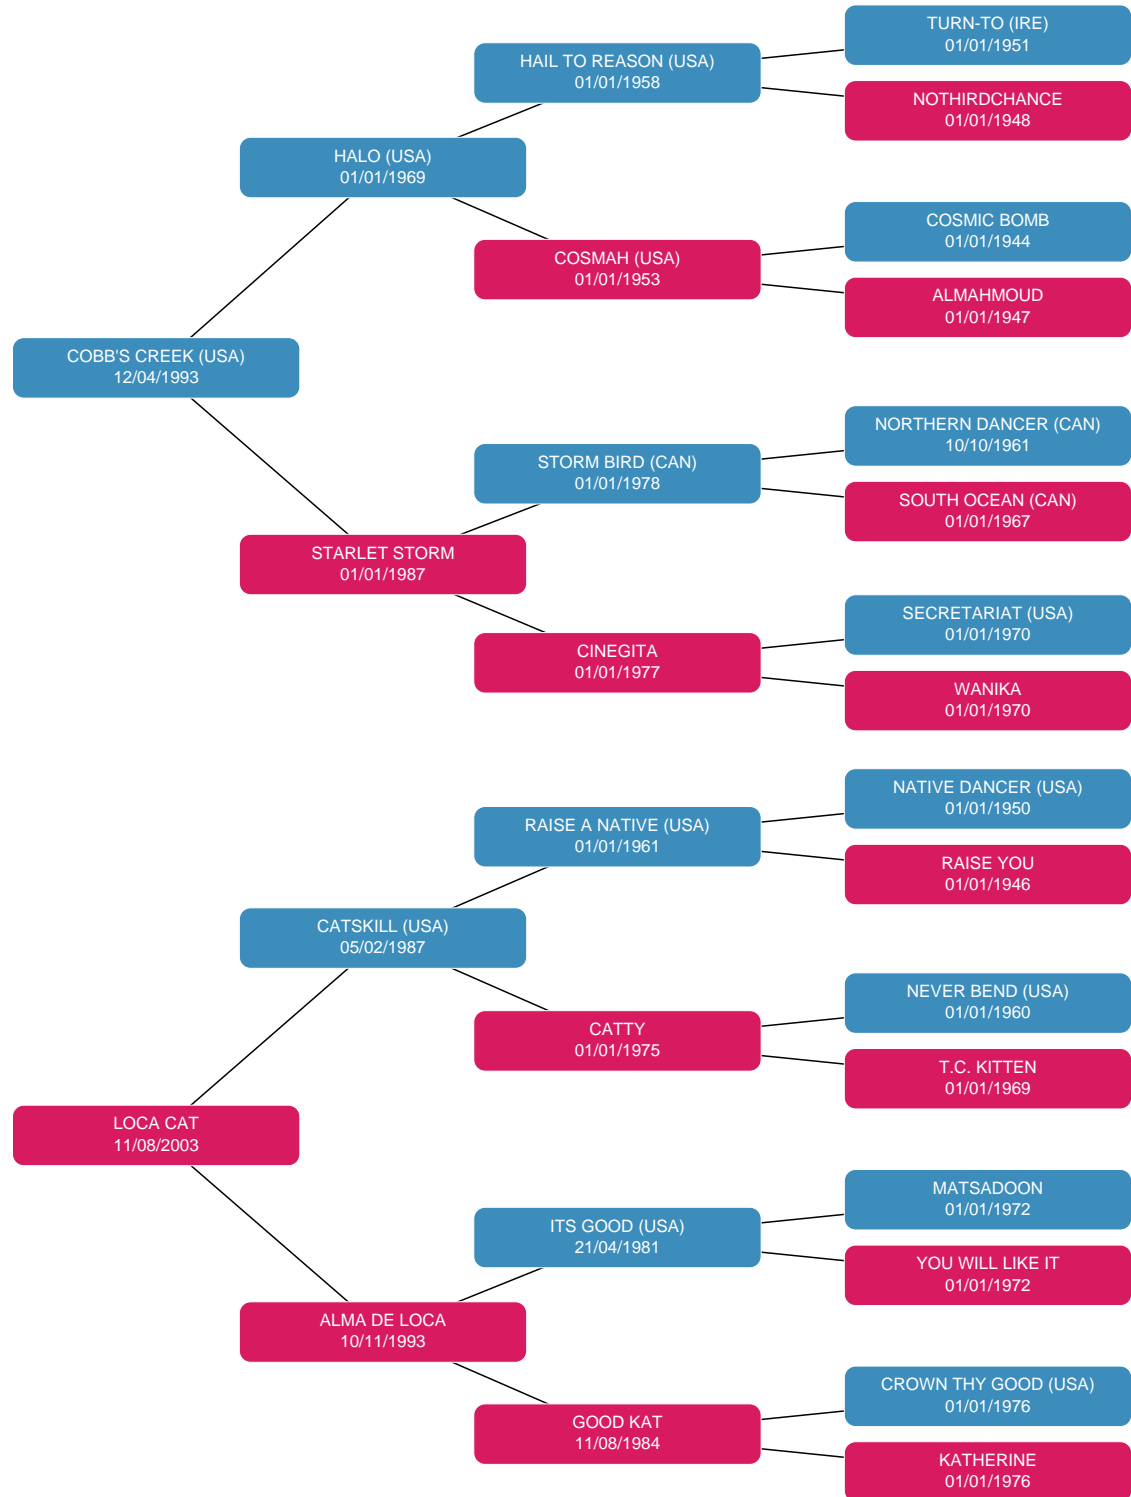 TURN-TO (IRE)
01/01/1951
HAIL TO REASON (USA)
01/01/1958
NOTHIRDCHANCE
01/01/1948
HALO (USA)
01/01/1969
COSMIC BOMB
01/01/1944
COSMAH (USA)
01/01/1953
ALMAHMOUD
01/01/1947
COBB'S CREEK (USA)
12/04/1993
NORTHERN DANCER (CAN)
10/10/1961
STORM BIRD (CAN)
01/01/1978
SOUTH OCEAN (CAN)
01/01/1967
STARLET STORM
01/01/1987
SECRETARIAT (USA)
01/01/1970
CINEGITA
01/01/1977
WANIKA
01/01/1970
NATIVE DANCER (USA)
01/01/1950
RAISE A NATIVE (USA)
01/01/1961
RAISE YOU
01/01/1946
CATSKILL (USA)
05/02/1987
NEVER BEND (USA)
01/01/1960
CATTY
01/01/1975
T.C. KITTEN
01/01/1969
LOCA CAT
11/08/2003
MATSADOON
01/01/1972
ITS GOOD (USA)
21/04/1981
YOU WILL LIKE IT
01/01/1972
ALMA DE LOCA
10/11/1993
CROWN THY GOOD (USA)
01/01/1976
GOOD KAT
11/08/1984
KATHERINE
01/01/1976